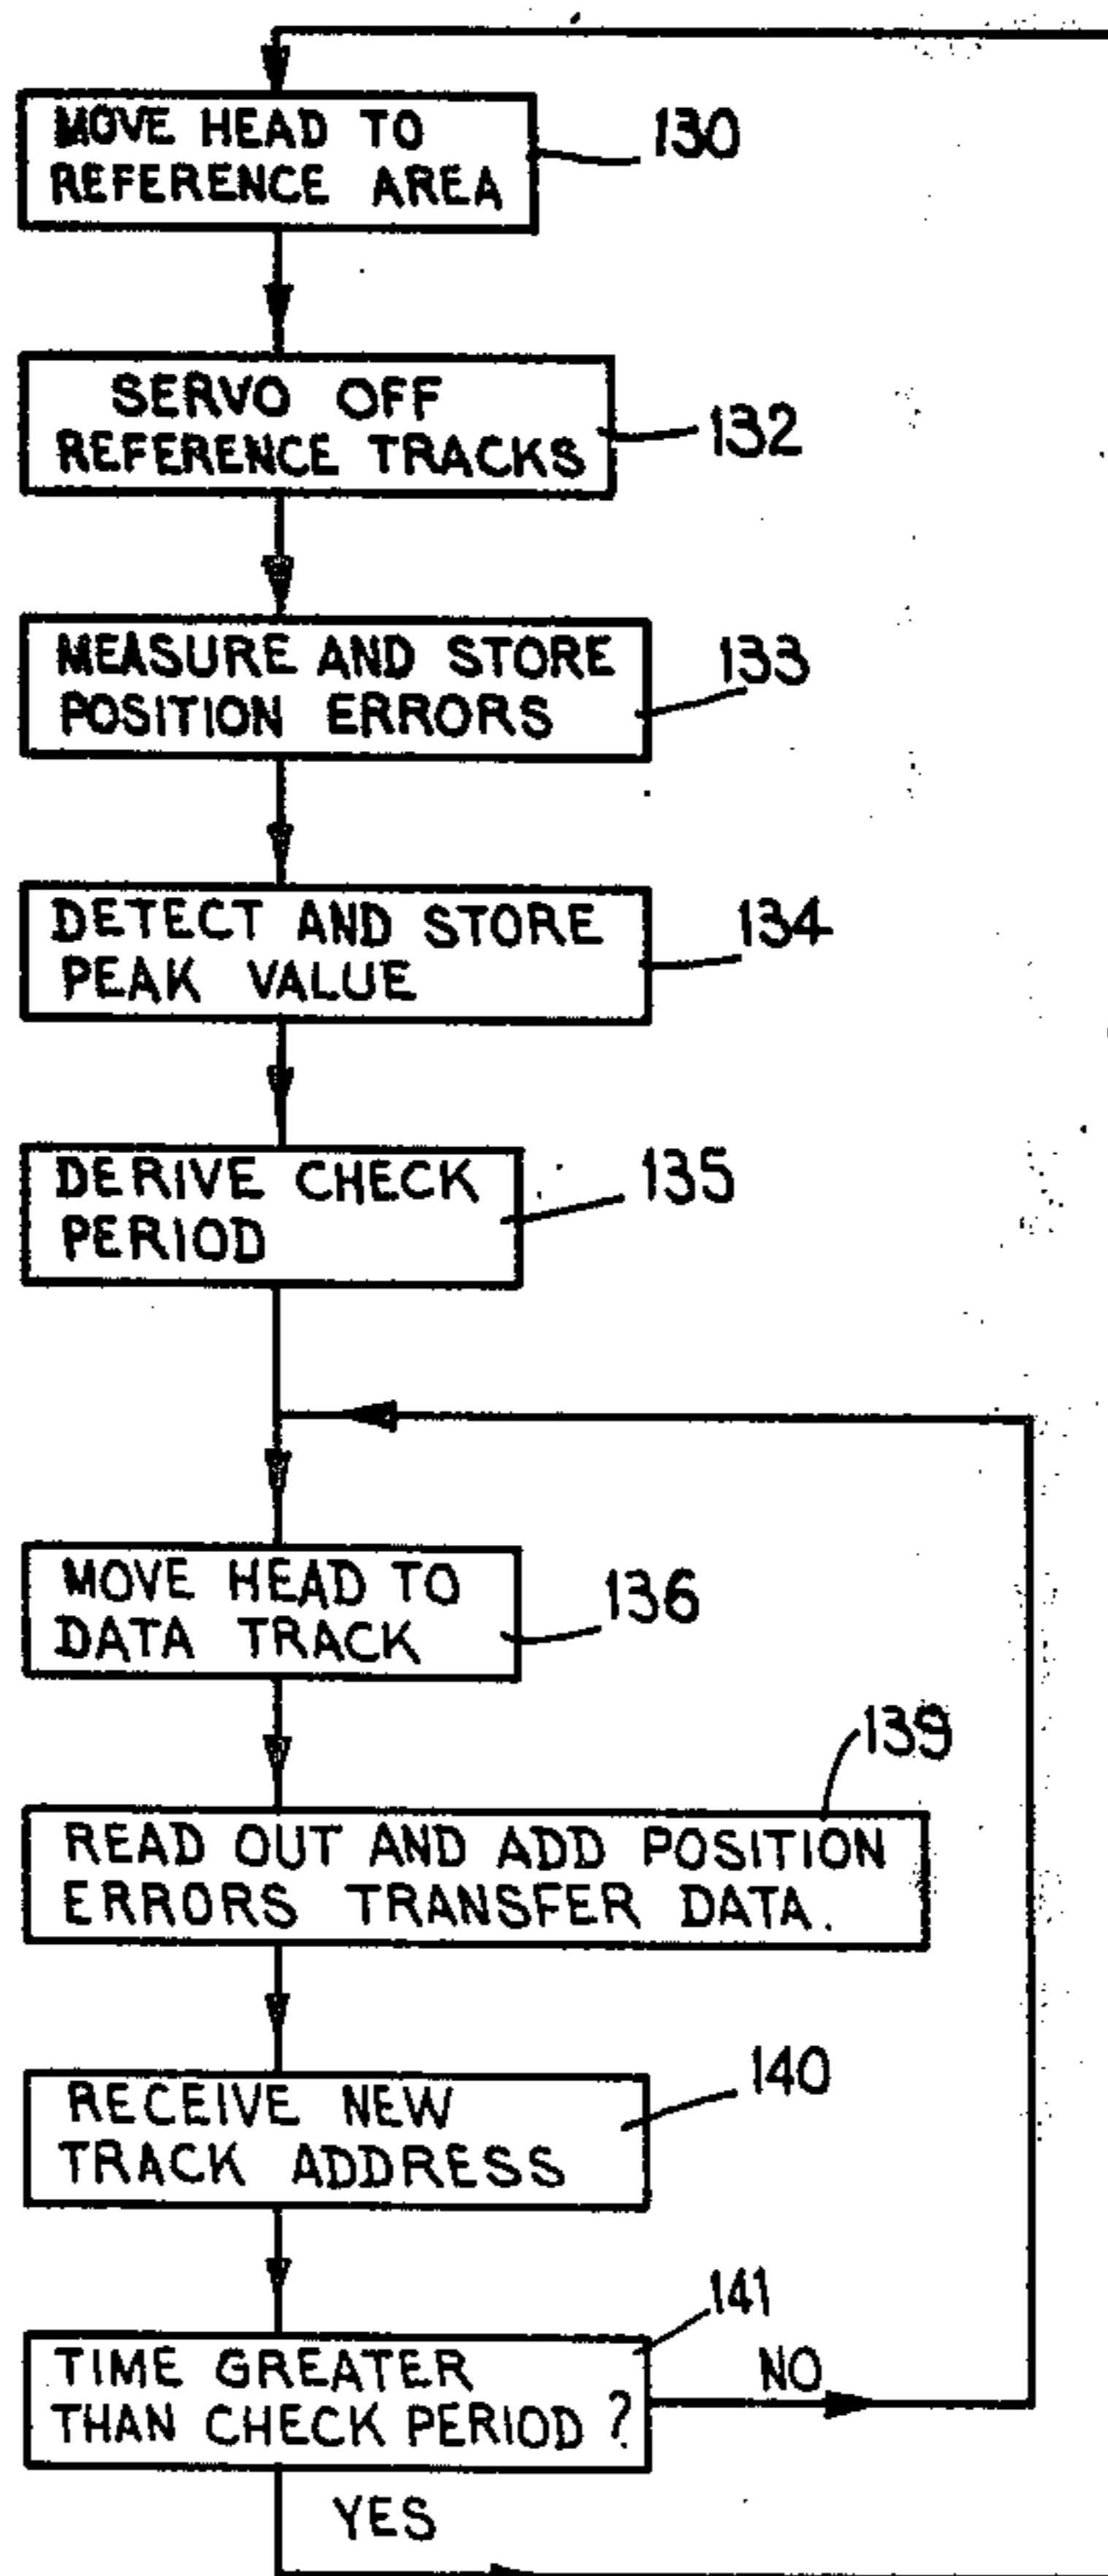 MOVE HEAD TO
REFERENCE AREA
130
SERVO OFF
REFERENCE TRACKS
132
MEASURE AND STORE
POSITION ERRORS
133
DETECT AND STORE
PEAK VALUE
134
DERIVE CHECK
PERIOD
135
MOVE HEAD TO
DATA TRACK
136
139
READ OUT AND ADD POSITION
ERRORS TRANSFER DATA.
RECEIVE NEW
TRACK ADDRESS
140
141
TIME GREATER
THAN CHECK PERIOD ?
NO
YES